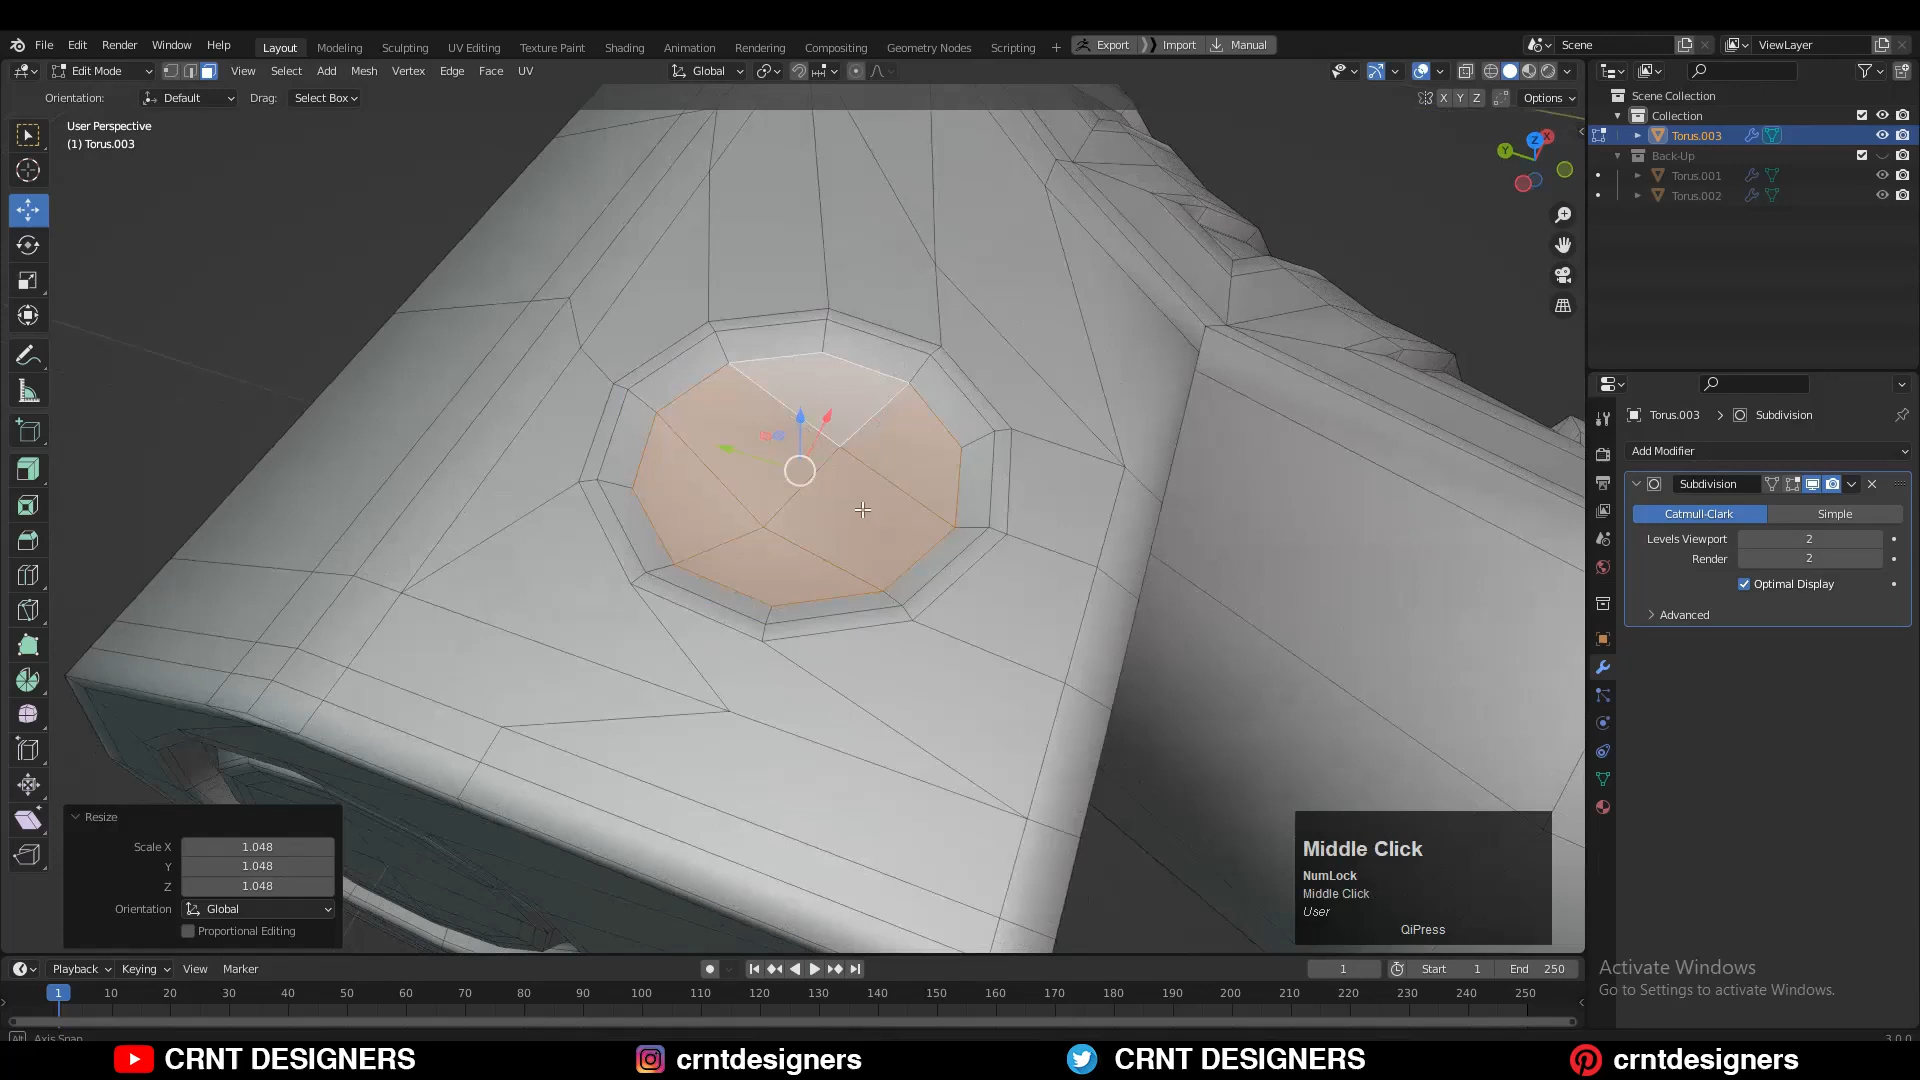 File Edit Render Window Help Layout Modeling Sculpting UV Editing Texture Paint Shading Animation Rendering Compositing Geometry Nodes Scripting + Export Import Manual Scene ViewLayer
Edit Mode View Select Add Mesh Vertex Edge Face UV Global
Orientation: Default Drag: Select Box X Y Z Options
User Perspective
(1) Torus.003
Z X Y
Scene Collection
Collection
Torus.003
Back-Up
Torus.001
Torus.002
Torus.003 > Subdivision
Add Modifier
Subdivision
Catmull-Clark Simple
Levels Viewport 2
Render 2
Optimal Display
Advanced
Resize
Scale X 1.048
Y 1.048
Z 1.048
Orientation Global
Proportional Editing
Middle Click
NumLock
Middle Click
User
QiPress
Playback Keying View Marker 1 Start 1 End 250
1 10 20 30 40 50 60 70 80 90 100 110 120 130 140 150 160 170 180 190 200 210 220 230 240 250
Activate Windows
Go to Settings to activate Windows.
Alt Axis Snap 3.0.0
CRNT DESIGNERS crntdesigners CRNT DESIGNERS crntdesigners